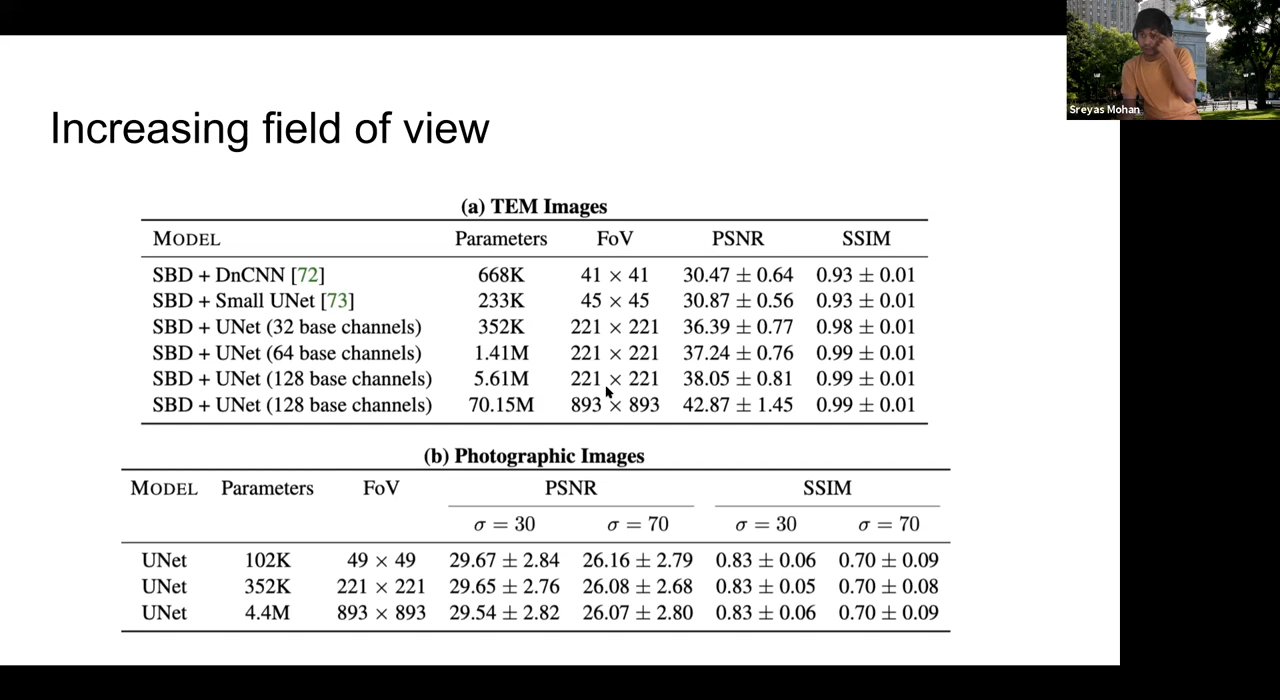 Sreyas Mohan
Increasing field of view
(a) TEM Images
MODEL Parameters FoV PSNR SSIM
SBD + DnCNN [72] 668K 41 × 41 30.47 ± 0.64 0.93 ± 0.01
SBD + Small UNet [73] 233K 45 × 45 30.87 ± 0.56 0.93 ± 0.01
SBD + UNet (32 base channels) 352K 221 × 221 36.39 ± 0.77 0.98 ± 0.01
SBD + UNet (64 base channels) 1.41M 221 × 221 37.24 ± 0.76 0.99 ± 0.01
SBD + UNet (128 base channels) 5.61M 221 × 221 38.05 ± 0.81 0.99 ± 0.01
SBD + UNet (128 base channels) 70.15M 893 × 893 42.87 ± 1.45 0.99 ± 0.01
(b) Photographic Images
MODEL Parameters FoV PSNR SSIM
σ = 30 σ = 70 σ = 30 σ = 70
UNet 102K 49 × 49 29.67 ± 2.84 26.16 ± 2.79 0.83 ± 0.06 0.70 ± 0.09
UNet 352K 221 × 221 29.65 ± 2.76 26.08 ± 2.68 0.83 ± 0.05 0.70 ± 0.08
UNet 4.4M 893 × 893 29.54 ± 2.82 26.07 ± 2.80 0.83 ± 0.06 0.70 ± 0.09